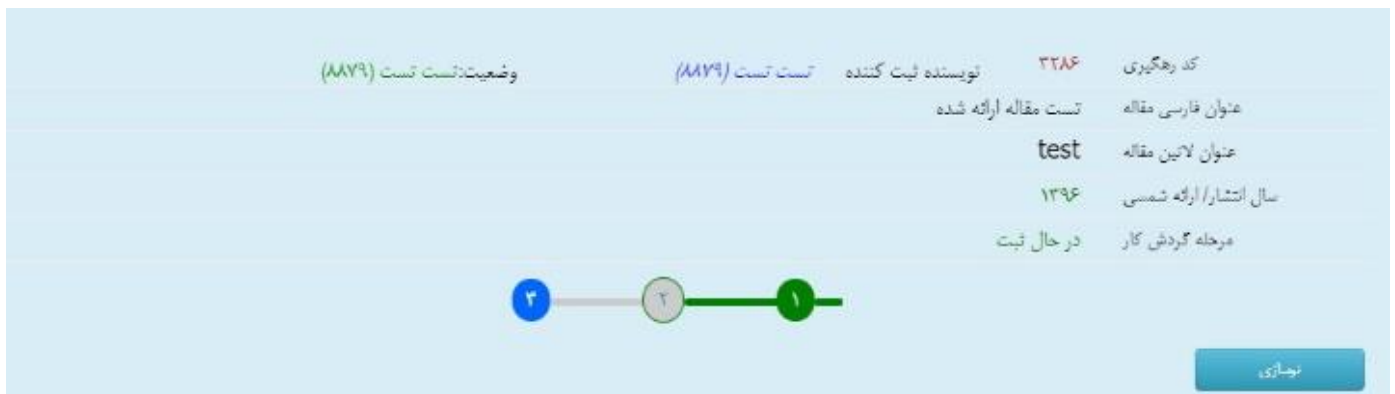 کد رهگیری ۳۲۸۶ نویسنده ثبت کننده تست تست (۸۸۷۹) وضعیت:تست تست (۸۸۷۹)
عنوان فارسی مقاله تست مقاله ارائه شده
عنوان لاتین مقاله test
سال انتشار/ ارائه شمسی ۱۳۹۶
مرحله گردش کار در حال ثبت
۱ ۲ ۳
نوسازی